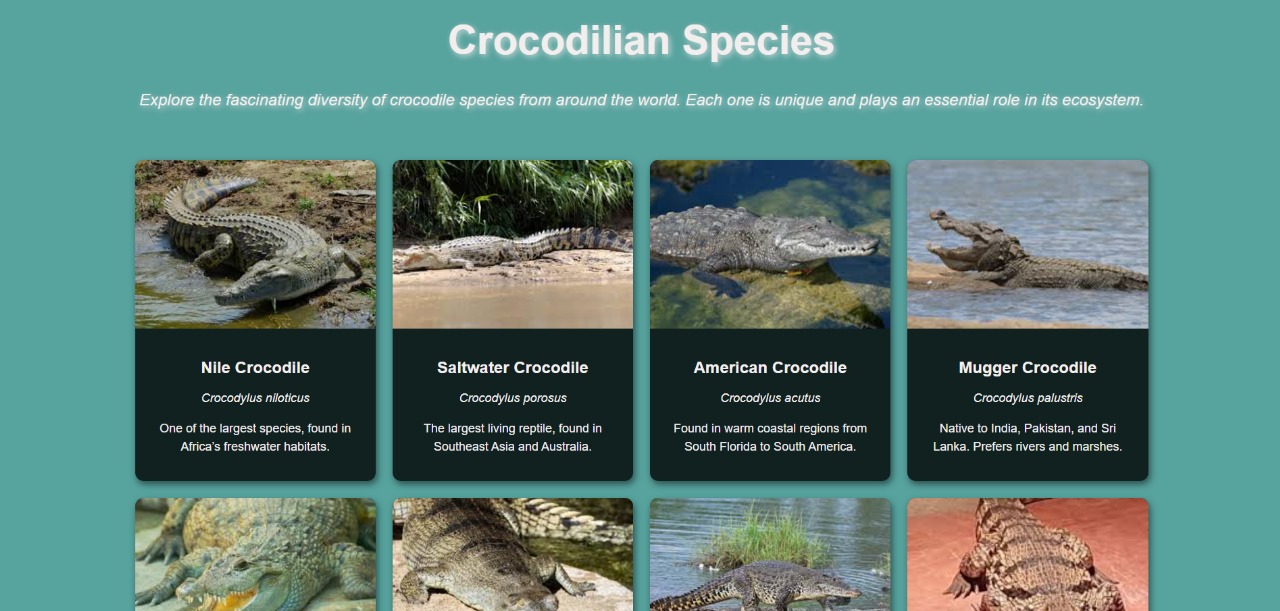 Crocodilian Species
Explore the fascinating diversity of crocodile species from around the world. Each one is unique and plays an essential role in its ecosystem.
Nile Crocodile
Crocodylus niloticus
One of the largest species, found in
Africa's freshwater habitats.
Saltwater Crocodile
Crocodylus porosus
The largest living reptile, found in
Southeast Asia and Australia.
American Crocodile
Crocodylus acutus
Found in warm coastal regions from
South Florida to South America.
Mugger Crocodile
Crocodylus palustris
Native to India, Pakistan, and Sri
Lanka. Prefers rivers and marshes.